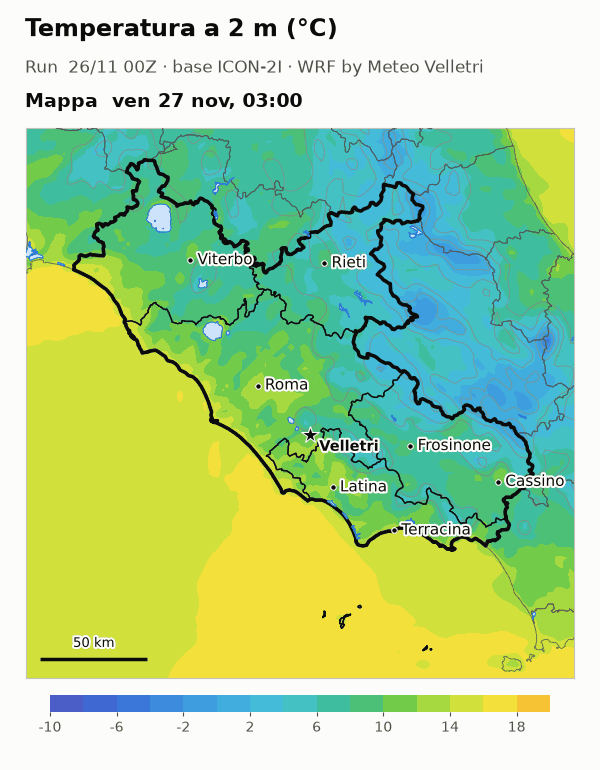 Temperatura a 2 m (°C)
Run  26/11 00Z · base ICON-2I · WRF by Meteo Velletri
Mappa  ven 27 nov, 03:00
Viterbo
Rieti
Roma
Velletri
Frosinone
Latina
Cassino
Terracina
50 km
-10 -6 -2 2 6 10 14 18